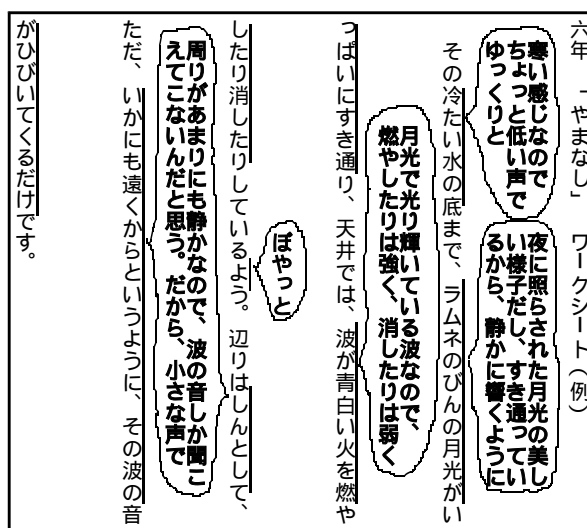 六年 「やまなし」 ワークシート(例)
寒い感じなので
ちょっと低い声で
ゆっくりと
夜に照らされた月光の美し
い様子だし、すき通ってい
るから、静かに響くように
その冷たい水の底まで、ラムネのびんの月光がい
月光で光り輝いている波なので、
燃やしたりは強く、消したりは弱く
っぱいにすき通り、天井では、波が青白い火を燃や
ぼやっと
したり消したりしているよう。辺りはしんとして、
周りがあまりにも静かなので、波の音しか聞こ
えてこないんだと思う。だから、小さな声で
ただ、いかにも遠くからというように、その波の音
がひびいてくるだけです。